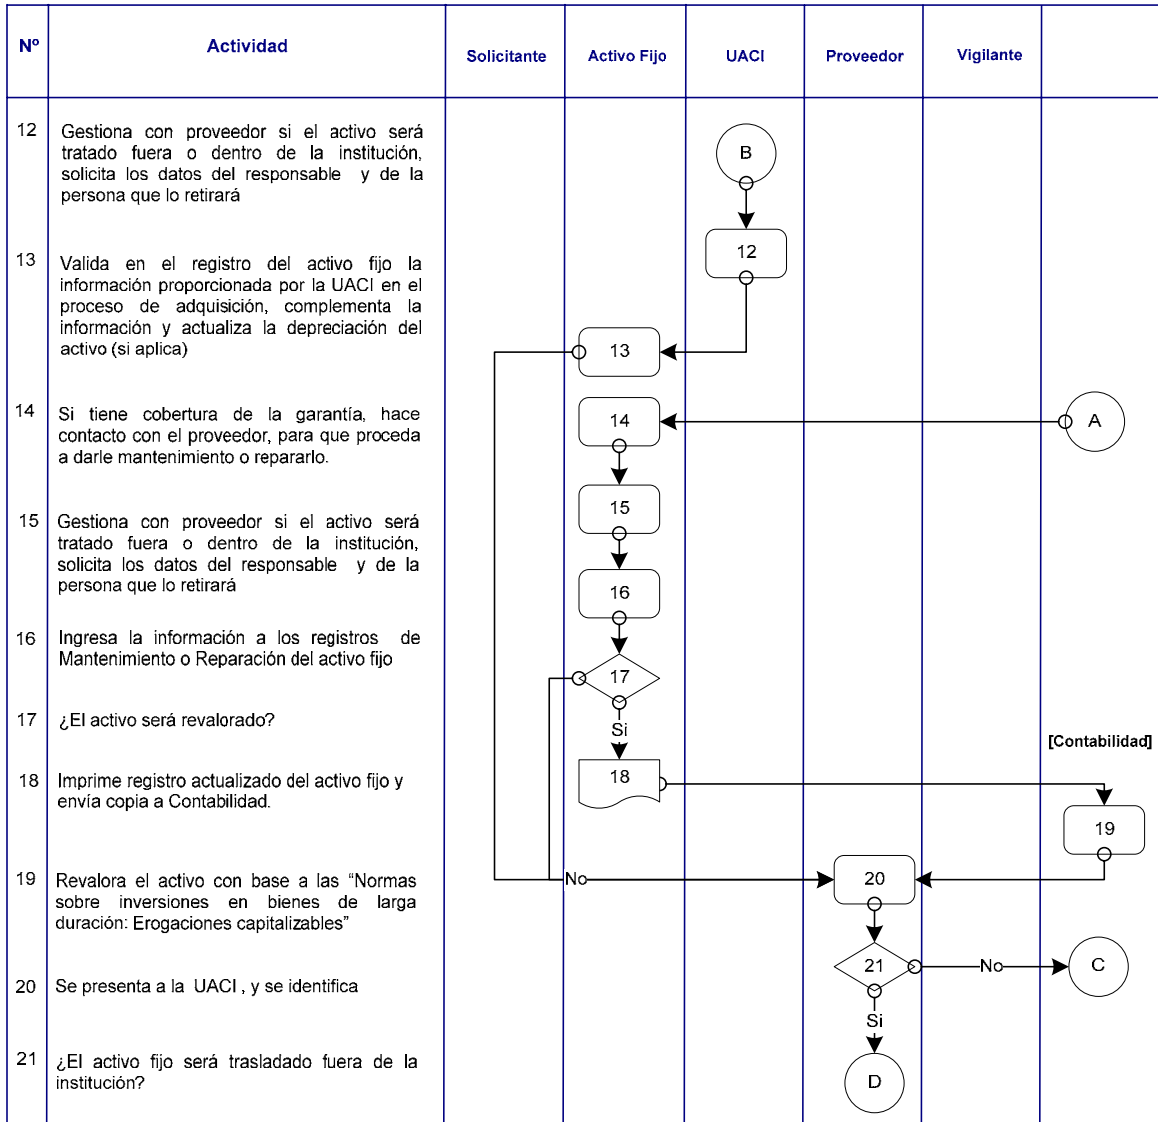 Nº
Actividad
Solicitante
Activo Fijo
UACI
Proveedor
Vigilante
12
Gestiona con proveedor si el activo será
tratado fuera o dentro de la institución,
solicita los datos del responsable y de la
persona que lo retirará
B
12
13
Valida en el registro del activo fijo la
información proporcionada por la UACI en el
proceso de adquisición, complementa la
información y actualiza la depreciación del
activo (si aplica)
13
14
Si tiene cobertura de la garantía, hace
contacto con el proveedor, para que proceda
a darle mantenimiento o repararlo.
14
A
15
Gestiona con proveedor si el activo será
tratado fuera o dentro de la institución,
solicita los datos del responsable y de la
persona que lo retirará
15
16
16
Ingresa la información a los registros de
Mantenimiento o Reparación del activo fijo
17
17
¿El activo será revalorado?
Si
[Contabilidad]
18
Imprime registro actualizado del activo fijo y
envía copia a Contabilidad.
18
19
19
Revalora el activo con base a las “Normas
sobre inversiones en bienes de larga
duración: Erogaciones capitalizables”
No
20
20
Se presenta a la UACI , y se identifica
21
No
C
Si
21
¿El activo fijo será trasladado fuera de la
institución?
D